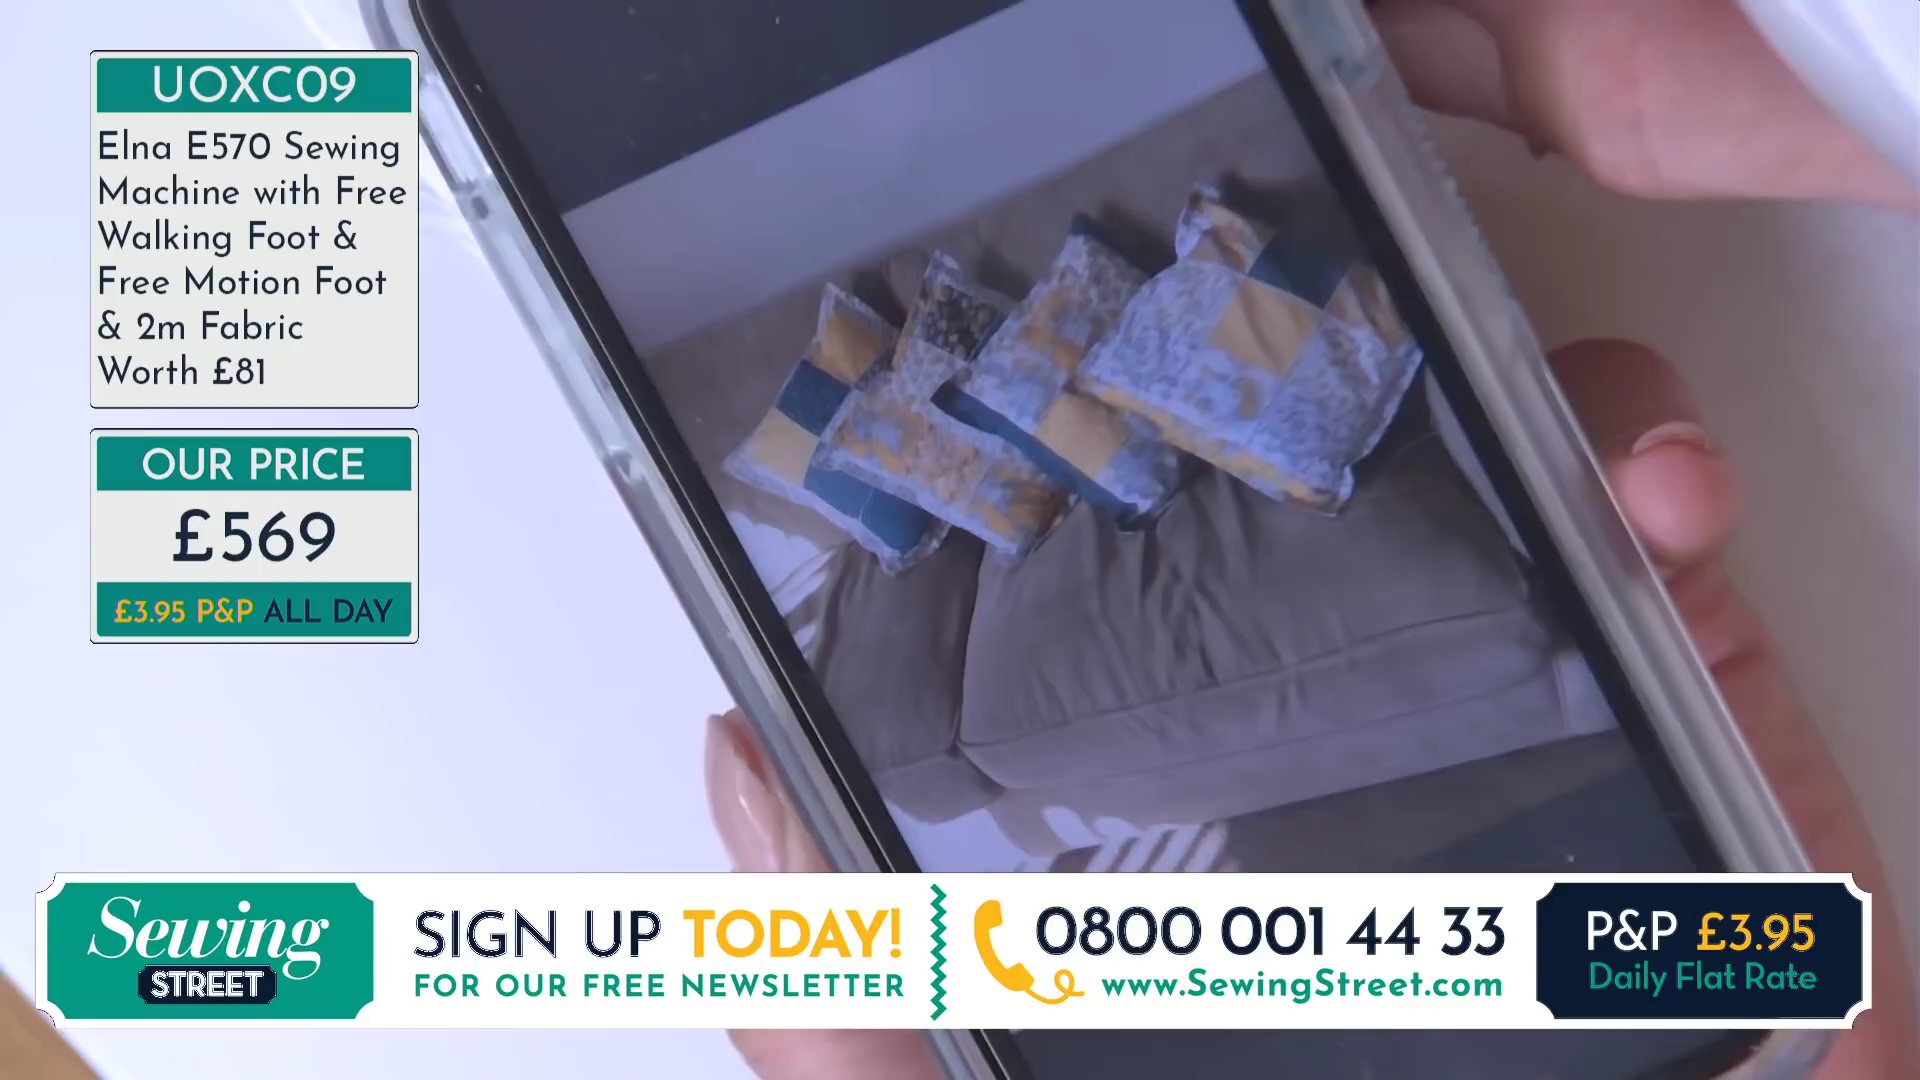 UOXC09
Elna E570 Sewing
Machine with Free
Walking Foot &
Free Motion Foot
& 2m Fabric
Worth £81
OUR PRICE
£569
£3.95 P&P ALL DAY
Sewing
STREET
SIGN UP TODAY!
FOR OUR FREE NEWSLETTER
0800 001 44 33
www.SewingStreet.com
P&P £3.95
Daily Flat Rate